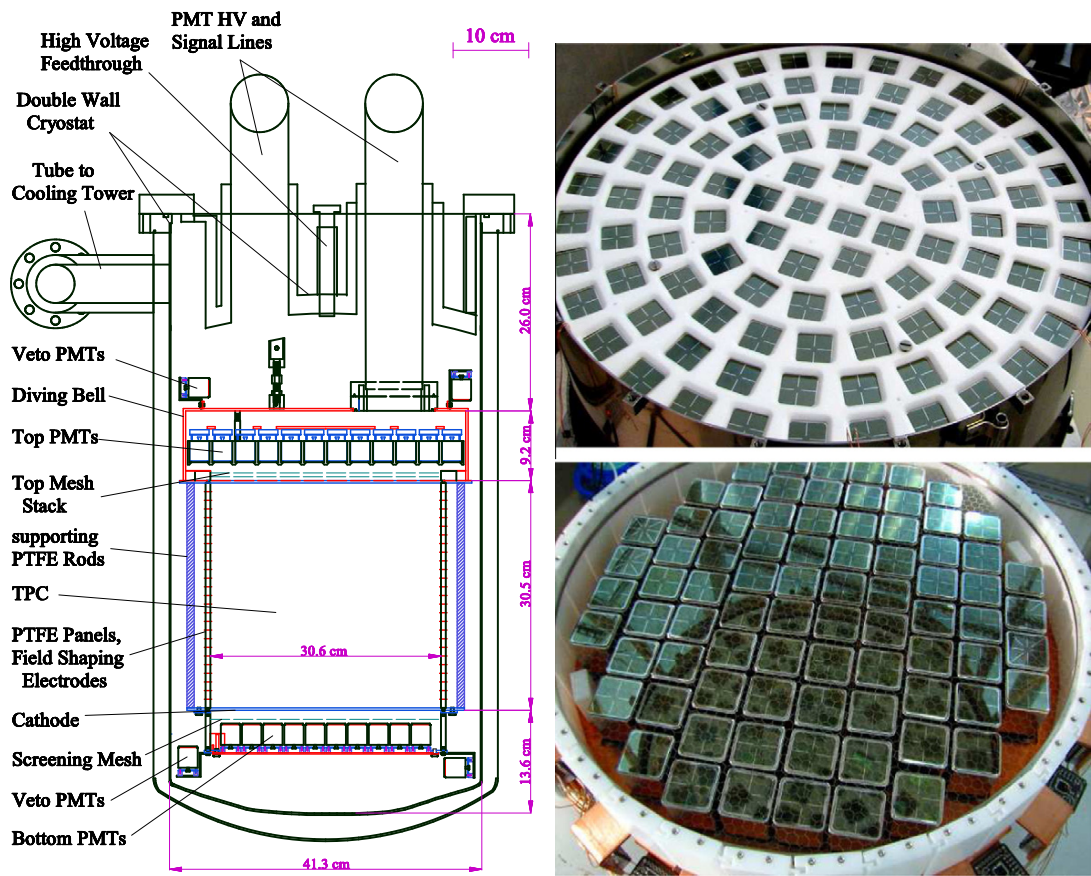 PMT HV and
Signal Lines
10 cm
High Voltage
Feedthrough
Double Wall
Cryostat
Tube to
Cooling Tower
26.0 cm
Veto PMTs
Diving Bell
Top PMTs
9.2 cm
Top Mesh
Stack
supporting
PTFE Rods
TPC
30.5 cm
PTFE Panels,
Field Shaping
Electrodes
30.6 cm
Cathode
Screening Mesh
13.6 cm
Veto PMTs
Bottom PMTs
41.3 cm